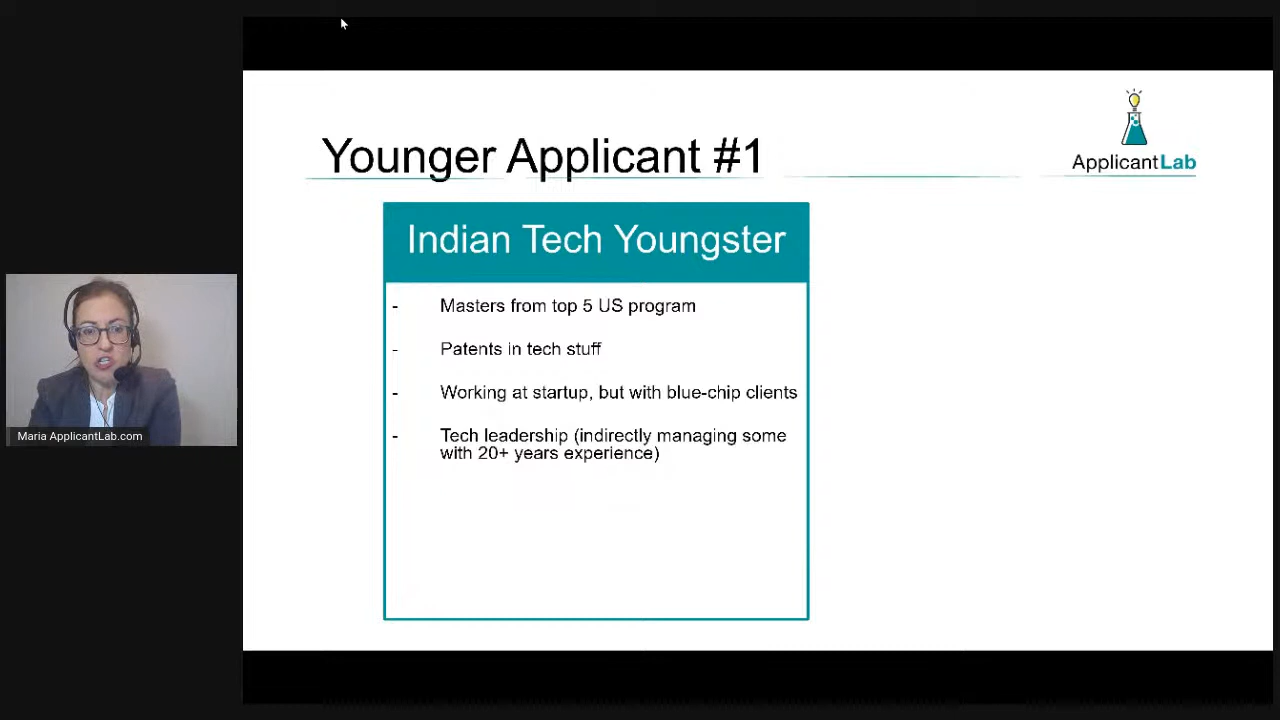 Younger Applicant #1
ApplicantLab
Indian Tech Youngster
- Masters from top 5 US program
- Patents in tech stuff
- Working at startup, but with blue-chip clients
- Tech leadership (indirectly managing some
with 20+ years experience)
Maria ApplicantLab.com